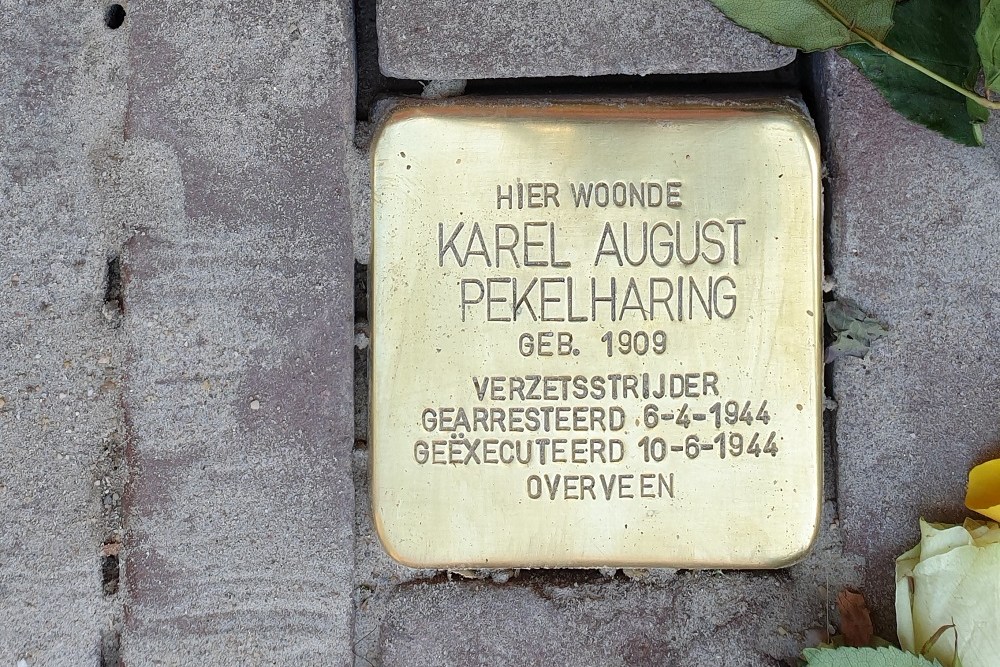 HIER WOONDE
KAREL AUGUST
PEKELHARING
GEB. 1909
VERZETSSTRIJDER
GEARRESTEERD 6-4-1944
GEËXECUTEERD 10-6-1944
OVERVEEN